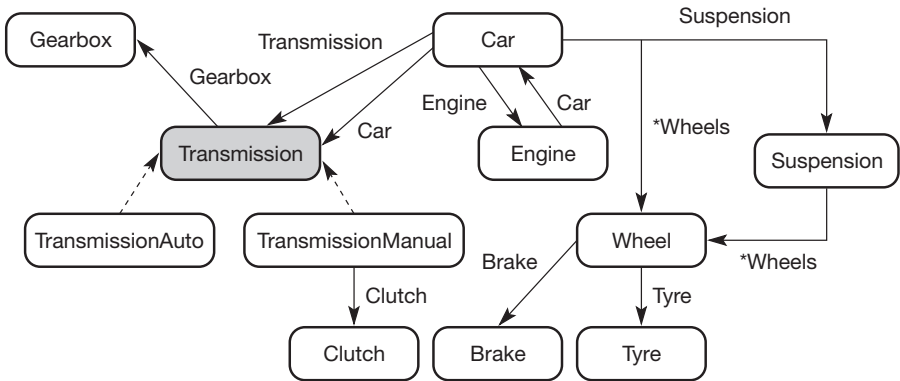 Suspension
Gearbox
Transmission
Car
Gearbox
Engine
Car
Car
*Wheels
Transmission
Engine
Suspension
TransmissionAuto
TransmissionManual
Wheel
Brake
*Wheels
Clutch
Tyre
Clutch
Brake
Tyre